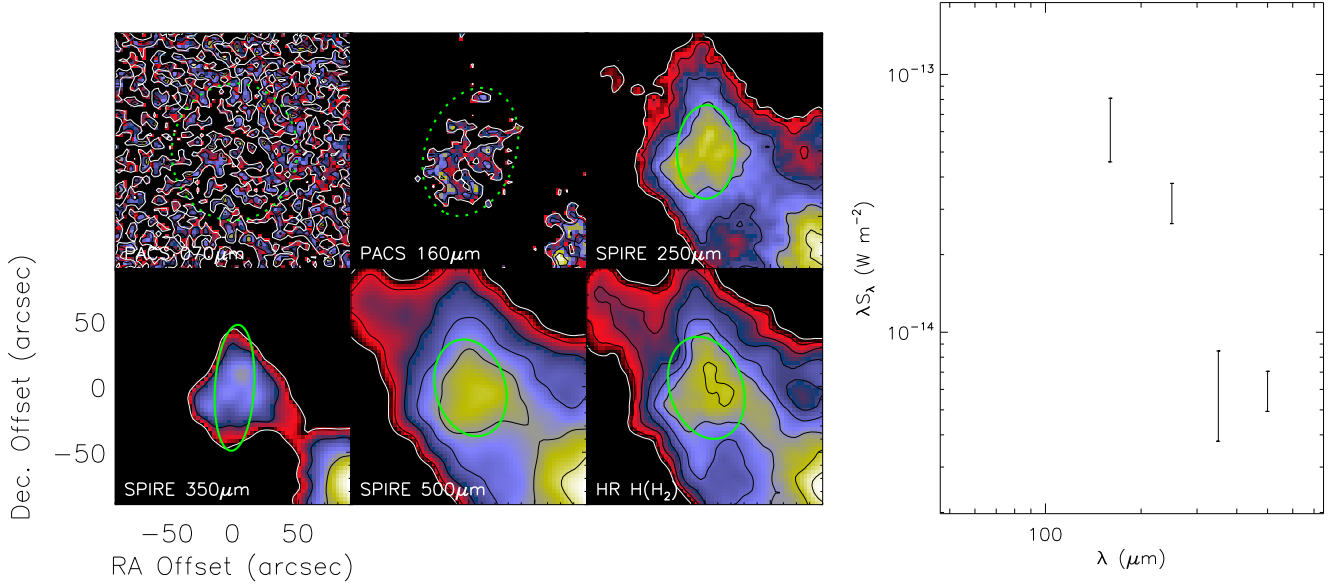 PACS 070μm
PACS 160μm
SPIRE 250μm
SPIRE 350μm
SPIRE 500μm
HR H(H₂)
Dec. Offset (arcsec)
50
0
−50
−50 0 50
RA Offset (arcsec)
λS_λ (W m⁻²)
10⁻¹³
10⁻¹⁴
100
λ (μm)